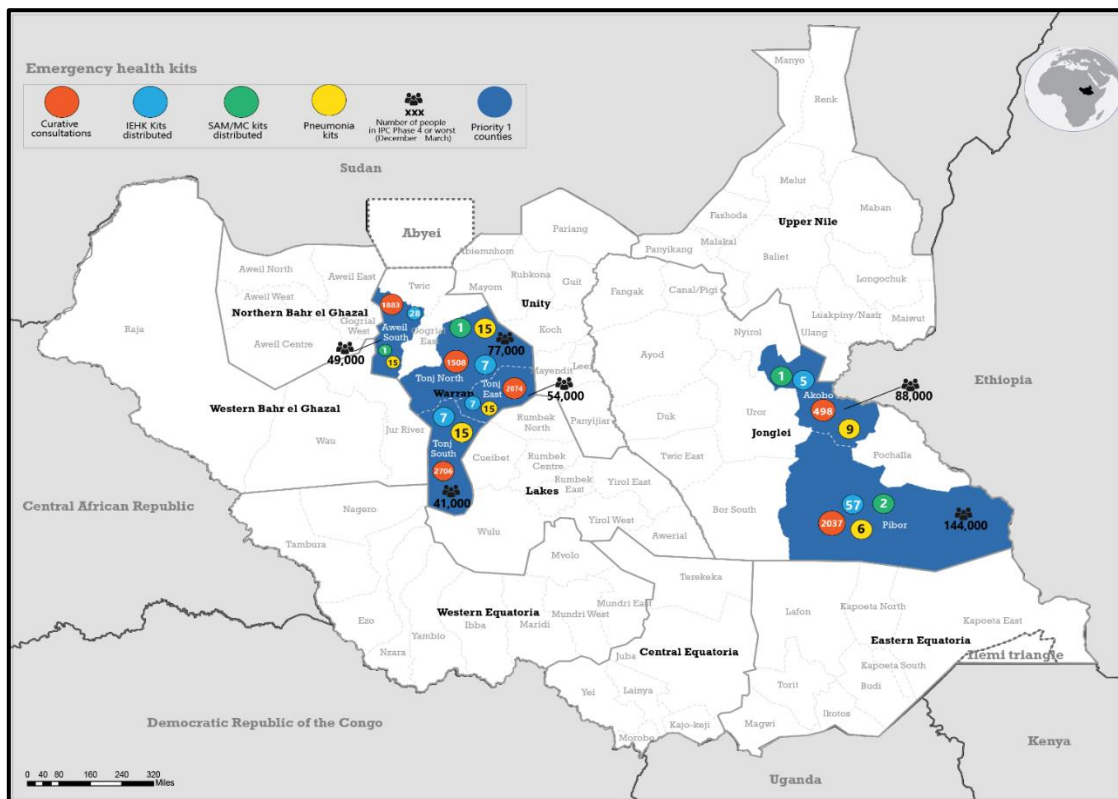 Emergency health kits
Curative
consultations
IEHK Kits
distributed
SAM/MC kits
distributed
Pneumonia
kits
XXX
Number of people
in IPC Phase 4 or worst
(December March)
Priority 1
counties
Sudan
Abyei
Manyo
Renk
Melut
Maban
Fashoda
Upper Nile
Panyikang
Malakal
Baliet
Longochuk
Luakpiny/Nasir
Maiwut
Ulang
Pariang
Abiemnhom
Rubkona
Guit
Mayom
Unity
Koch
Mayendit
Leer
Panyijiar
Fangak
Canal/Pigi
Nyirol
Ayod
Duk
Uror
Twic East
Jonglei
Bor South
Pochalla
Ethiopia
Aweil North
Aweil East
Aweil West
Northern Bahr el Ghazal
Aweil Centre
Raja
Twic
Gogrial
West
Gogrial
East
1883
28
Aweil
South
1
15
49,000
1
15
77,000
1508
7
Tonj North
Tonj
East
2074
Warrap
7
15
54,000
7
15
Tonj
South
2706
41,000
1
5
Akobo
498
9
88,000
57
2
2037
6
Pibor
144,000
Western Bahr el Ghazal
Jur River
Wau
Rumbek
North
Cueibet
Rumbek
Centre
Rumbek
East
Lakes
Yirol East
Yirol West
Wulu
Awerial
Central African Republic
Nagero
Tambura
Mvolo
Western Equatoria
Mundri East
Mundri West
Ezo
Yambio
Ibba
Maridi
Nzara
Terekeka
Central Equatoria
Juba
Yei
Lainya
Morobo
Kajo-keji
Lafon
Kapoeta North
Kapoeta East
Eastern Equatoria
Ilemi triangle
Kapoeta South
Torit
Budi
Ikotos
Magwi
Democratic Republic of the Congo
Uganda
Kenya
0 40 80 160 240 320
Miles